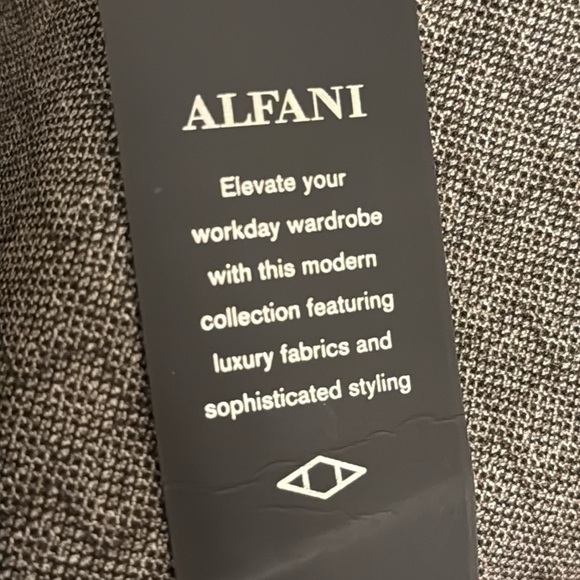 ALFANI
Elevate your
workday wardrobe
with this modern
collection featuring
luxury fabrics and
sophisticated styling